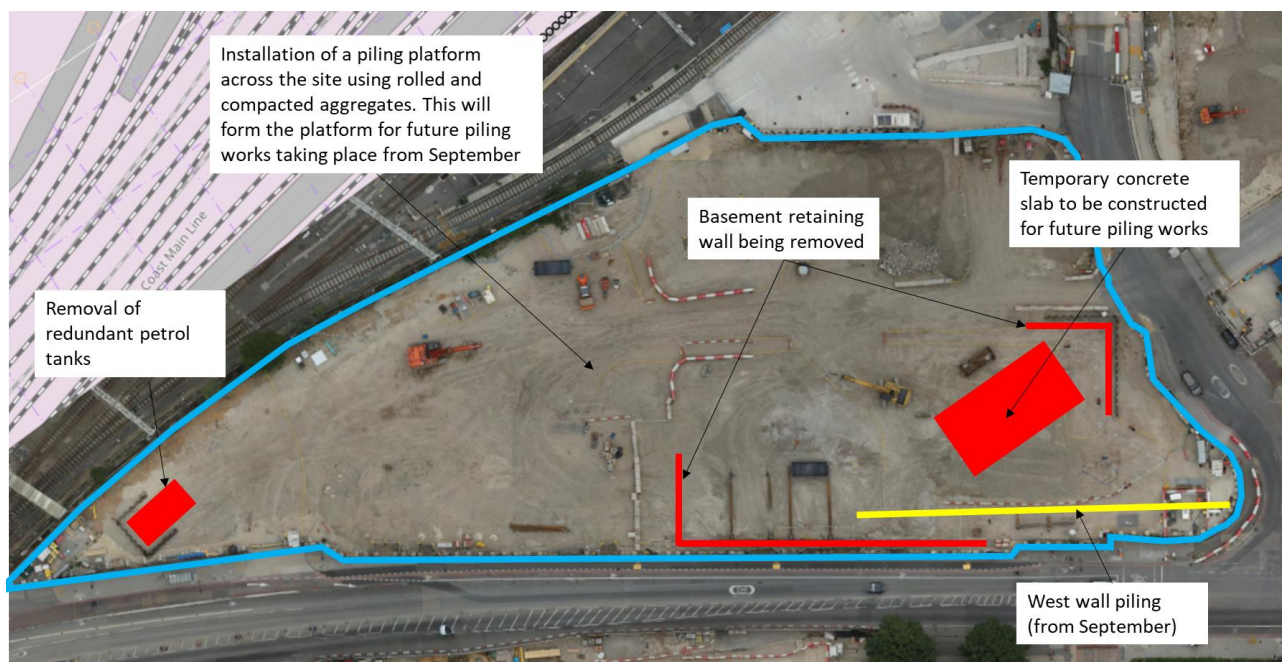 Installation of a piling platform
across the site using rolled and
compacted aggregates. This will
form the platform for future piling
works taking place from September
Temporary concrete
slab to be constructed
for future piling works
Basement retaining
wall being removed
Coast Main Line
Removal of
redundant petrol
tanks
West wall piling
(from September)